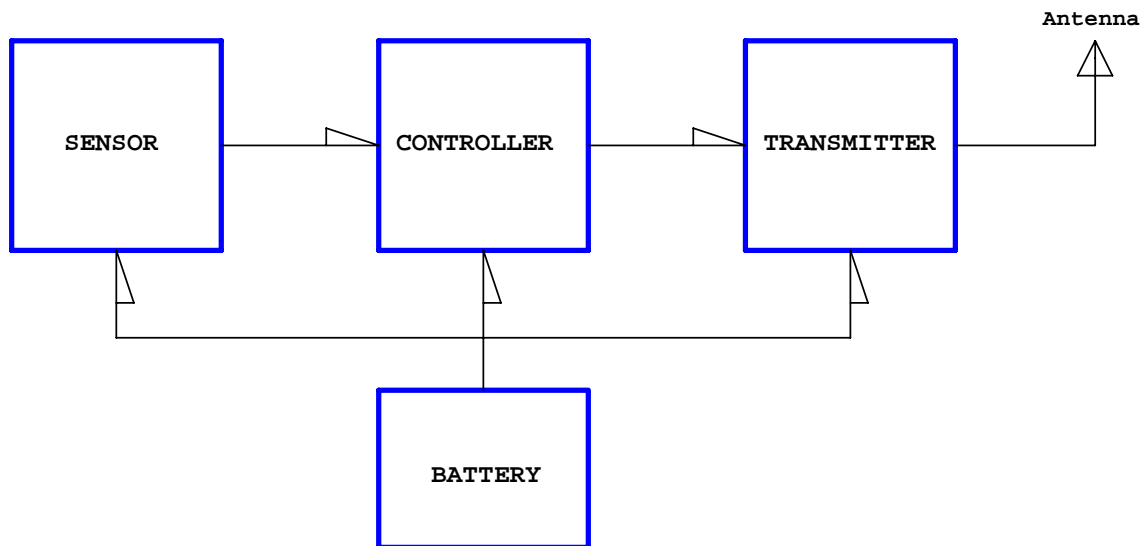 Antenna
SENSOR
CONTROLLER
TRANSMITTER
BATTERY